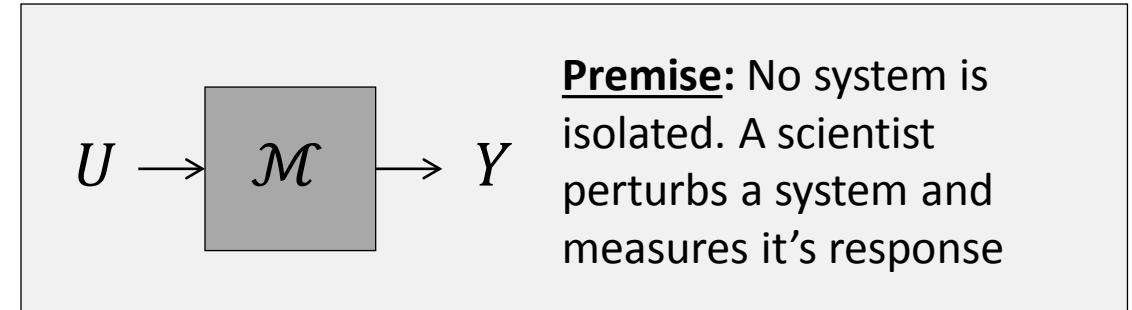 U → ℳ → Y
Premise: No system is
isolated. A scientist
perturbs a system and
measures it’s response